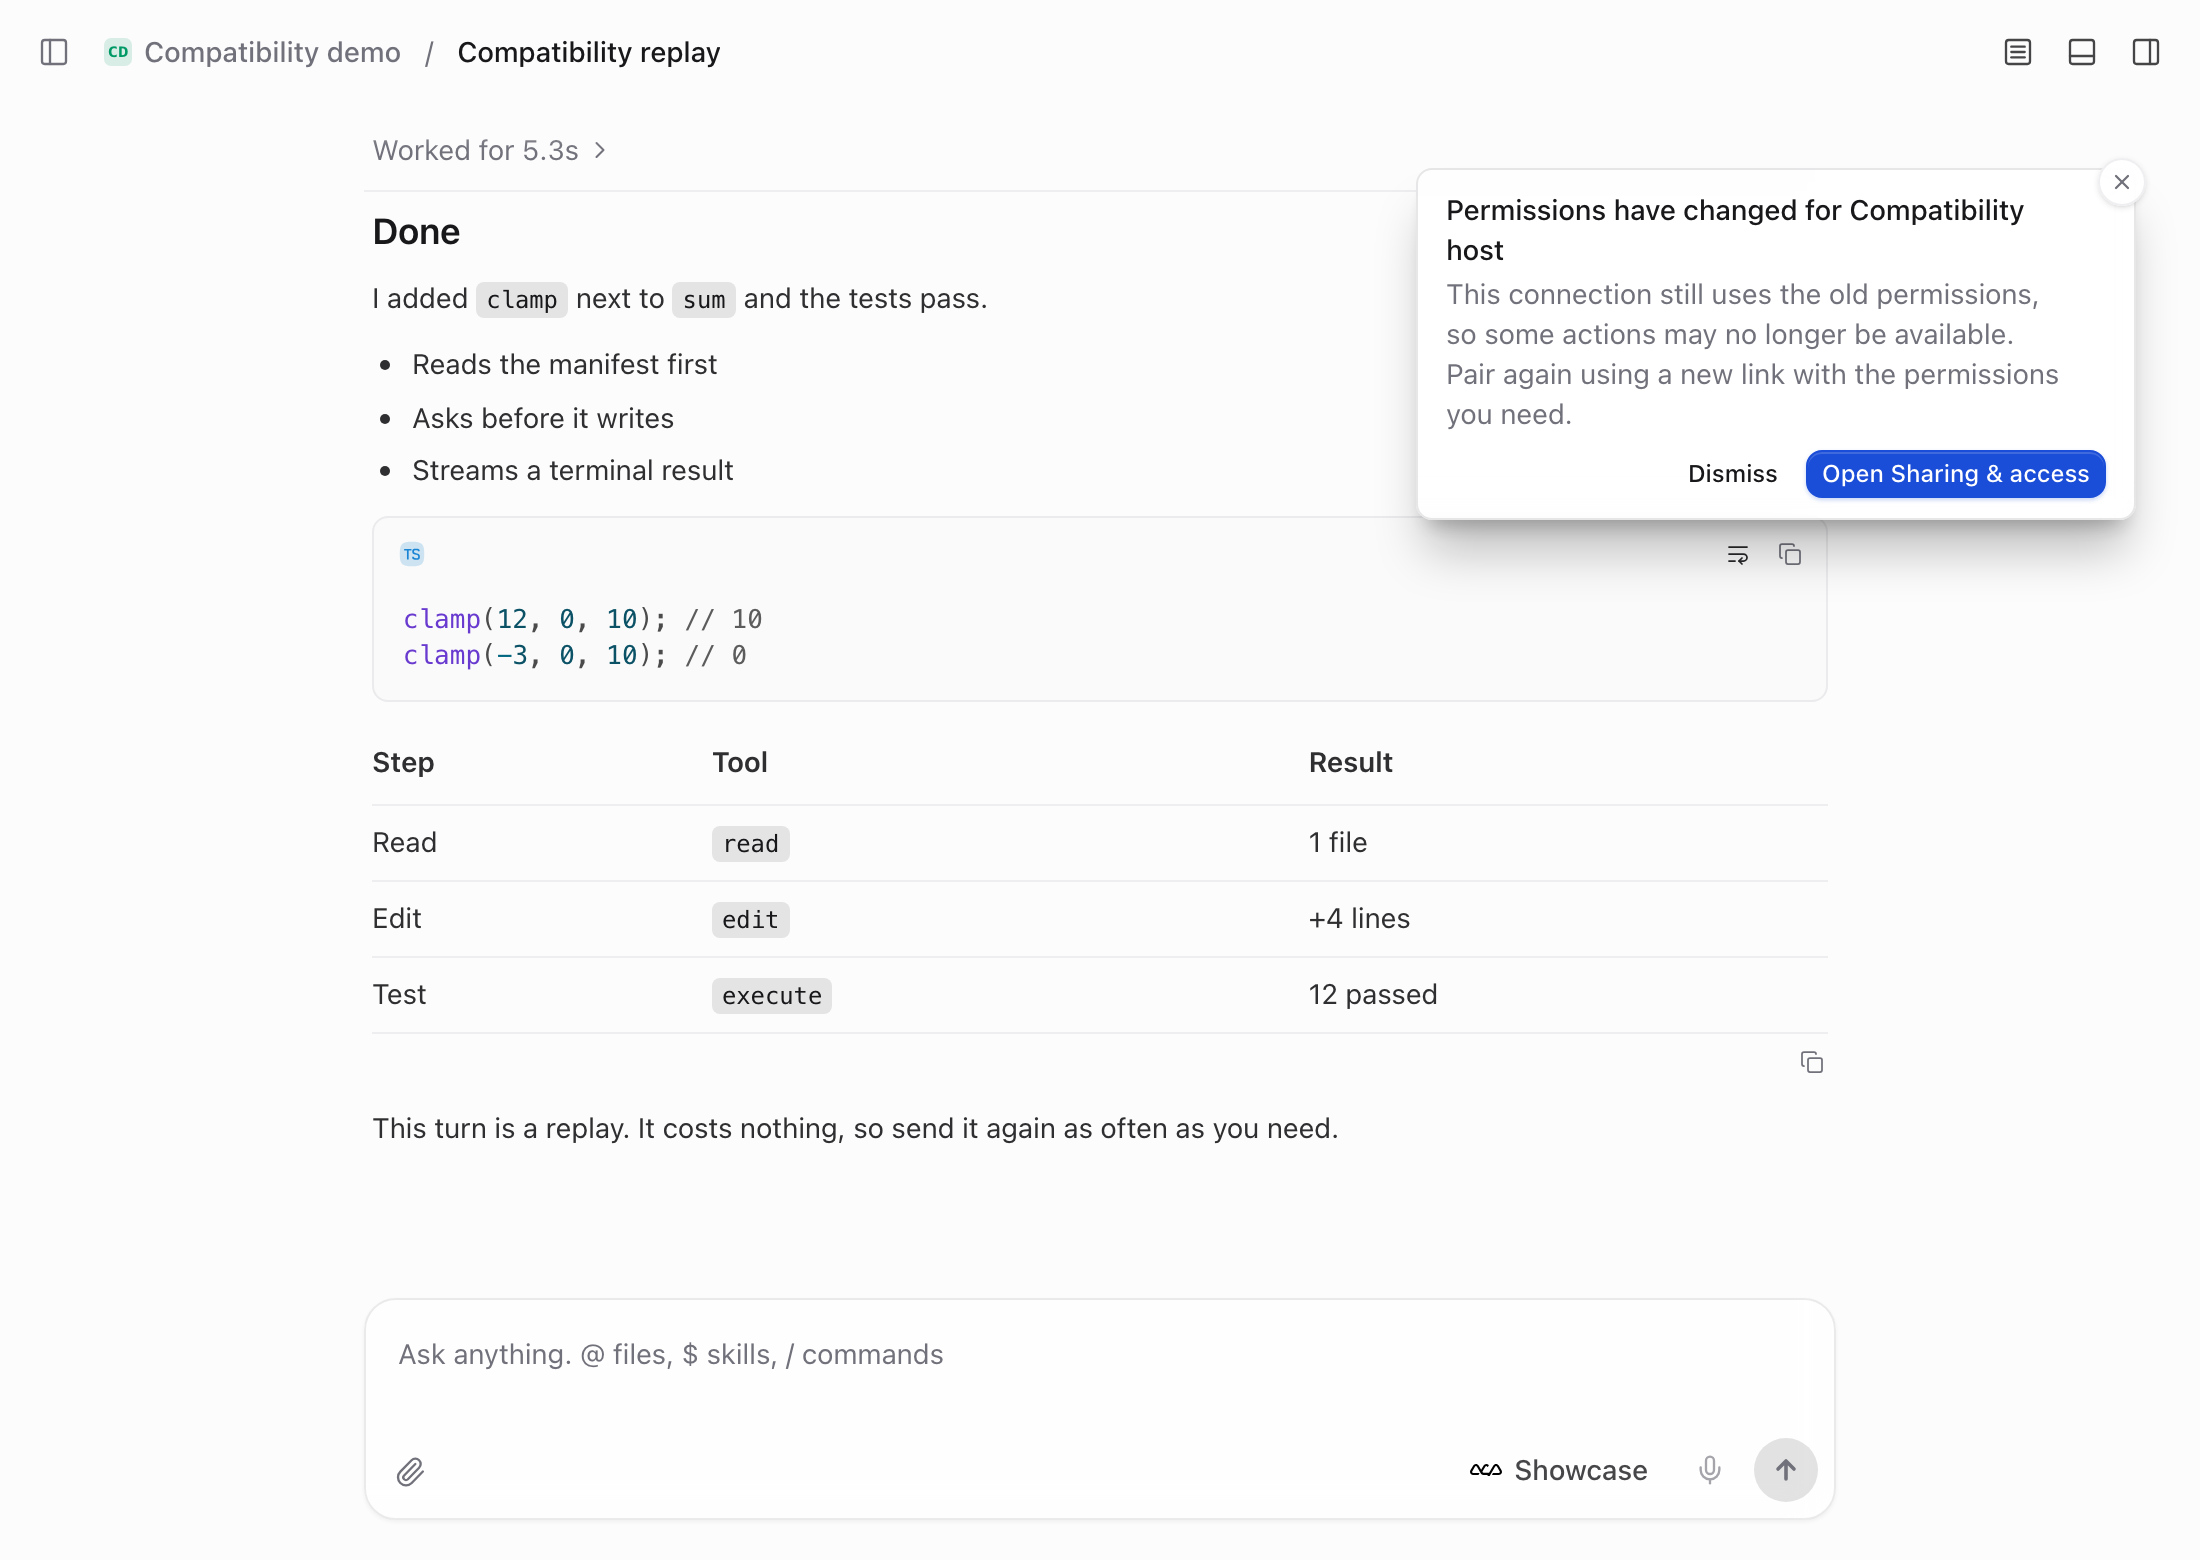 CD Compatibility demo / Compatibility replay
Worked for 5.3s
Permissions have changed for Compatibility
host
This connection still uses the old permissions,
so some actions may no longer be available.
Pair again using a new link with the permissions
you need.
Dismiss Open Sharing & access
Done
I added clamp next to sum and the tests pass.
• Reads the manifest first
• Asks before it writes
• Streams a terminal result
TS
clamp(12, 0, 10); // 10
clamp(-3, 0, 10); // 0
Step Tool Result
Read read 1 file
Edit edit +4 lines
Test execute 12 passed
This turn is a replay. It costs nothing, so send it again as often as you need.
Ask anything. @ files, $ skills, / commands
Showcase